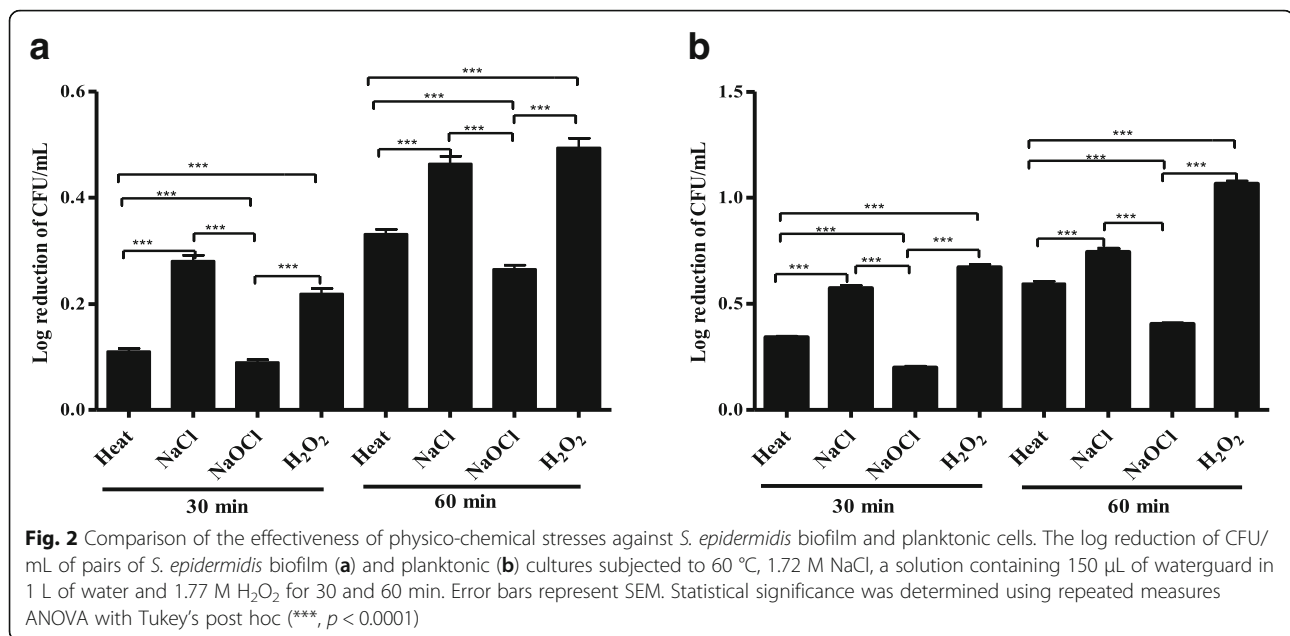 a
Log reduction of CFU/mL
0.6
0.4
0.2
0.0
***
***
***
***
***
***
***
***
***
***
Heat
NaCl
NaOCl
H₂O₂
Heat
NaCl
NaOCl
H₂O₂
30 min
60 min
b
Log reduction of CFU/mL
1.5
1.0
0.5
0.0
***
***
***
***
***
***
***
***
***
***
Heat
NaCl
NaOCl
H₂O₂
Heat
NaCl
NaOCl
H₂O₂
30 min
60 min
Fig. 2 Comparison of the effectiveness of physico-chemical stresses against S. epidermidis biofilm and planktonic cells. The log reduction of CFU/
mL of pairs of S. epidermidis biofilm (a) and planktonic (b) cultures subjected to 60 °C, 1.72 M NaCl, a solution containing 150 μL of waterguard in
1 L of water and 1.77 M H₂O₂ for 30 and 60 min. Error bars represent SEM. Statistical significance was determined using repeated measures
ANOVA with Tukey's post hoc (***, p < 0.0001)